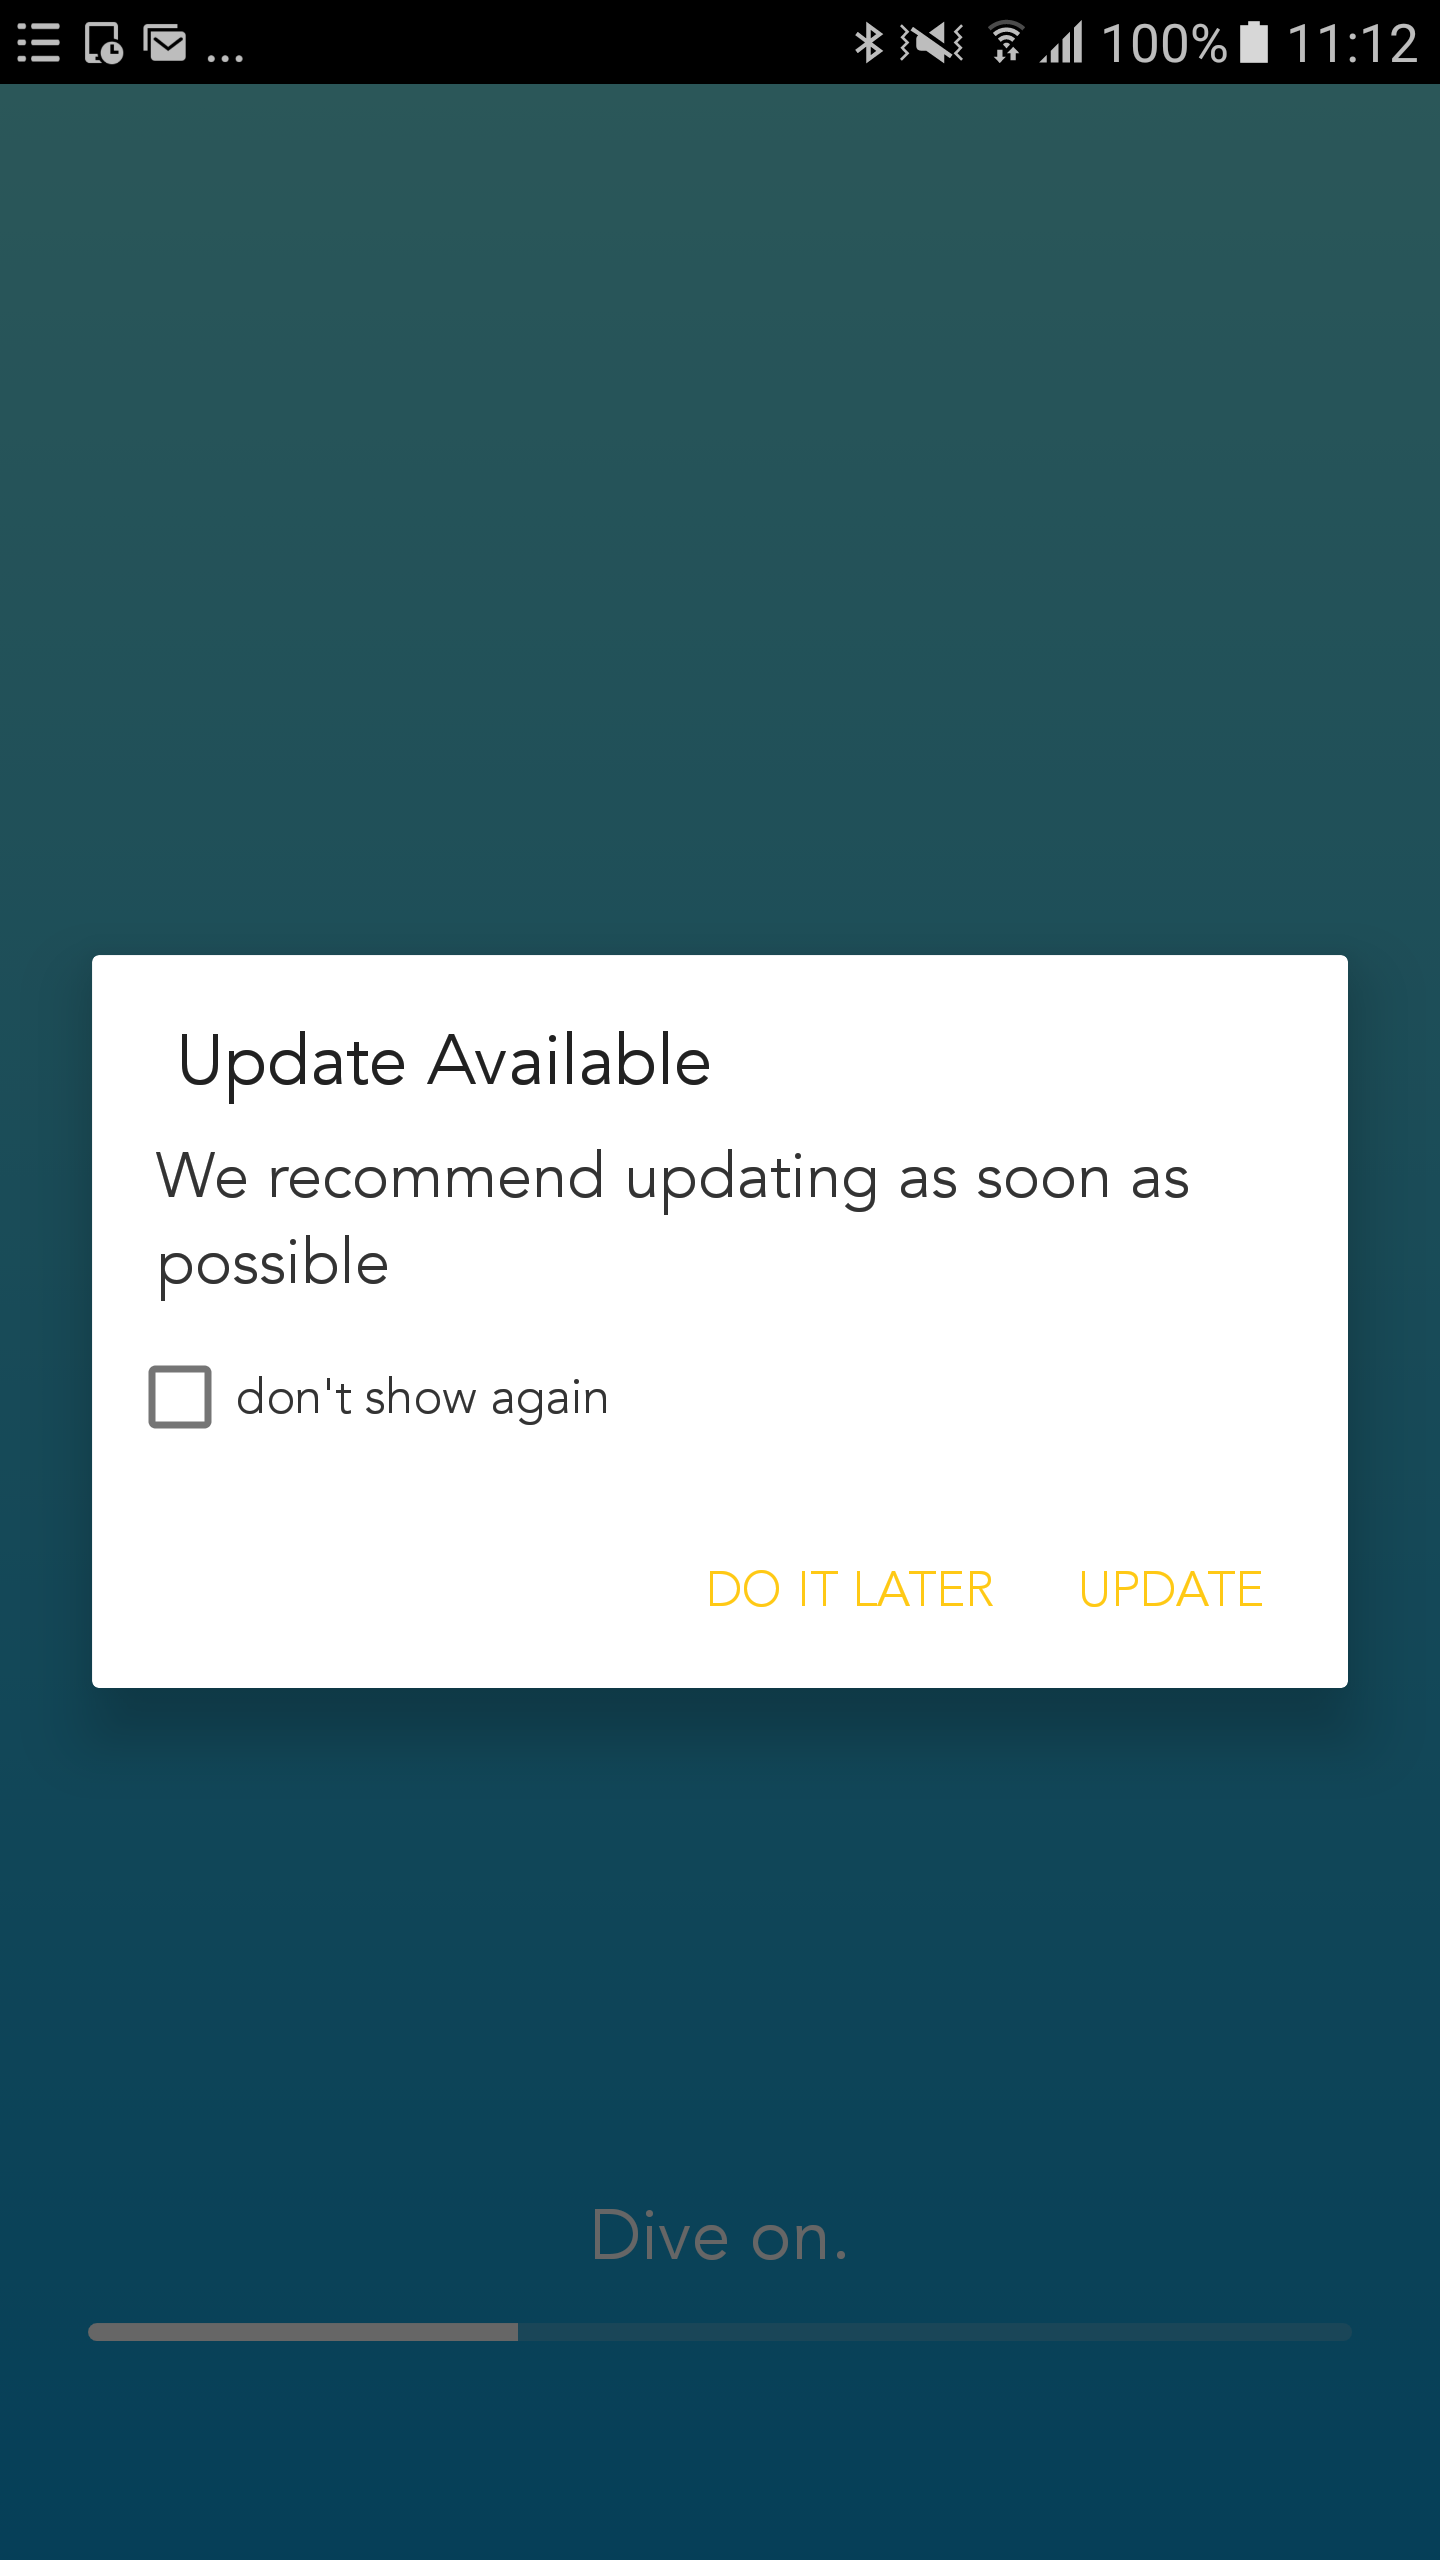 ... 100% 11:12
Update Available
We recommend updating as soon as
possible
don't show again
DO IT LATER UPDATE
Dive on.